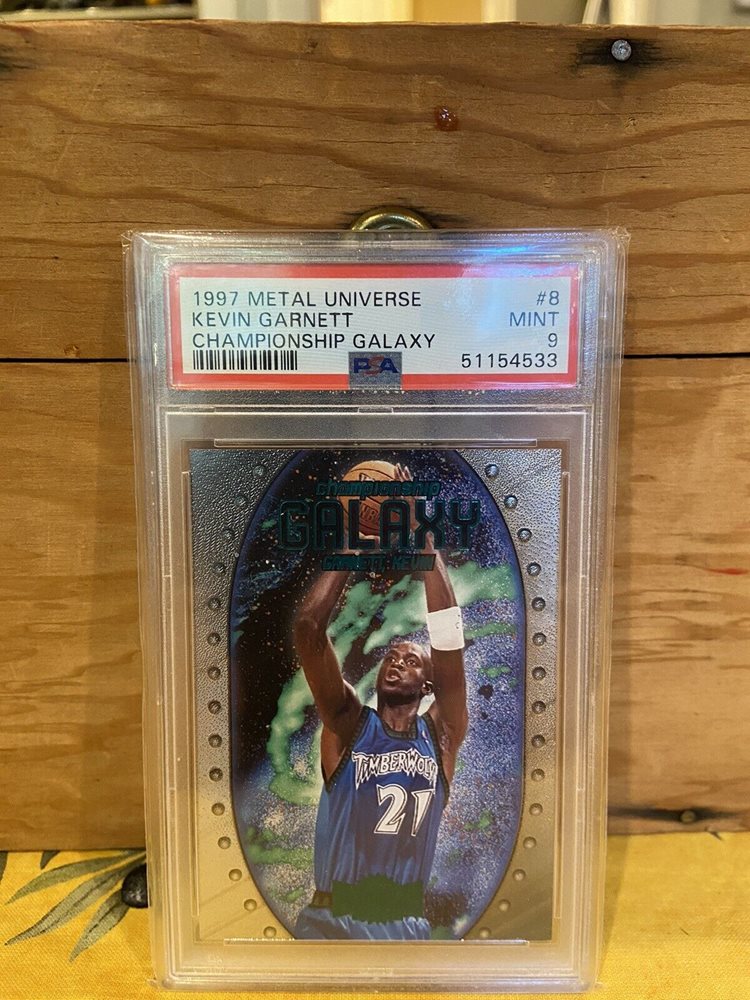 1997 METAL UNIVERSE #8
KEVIN GARNETT MINT
CHAMPIONSHIP GALAXY 9
PSA 51154533
championship
GALAXY
GARNETT, KEVIN
TIMBERWOLVES
21